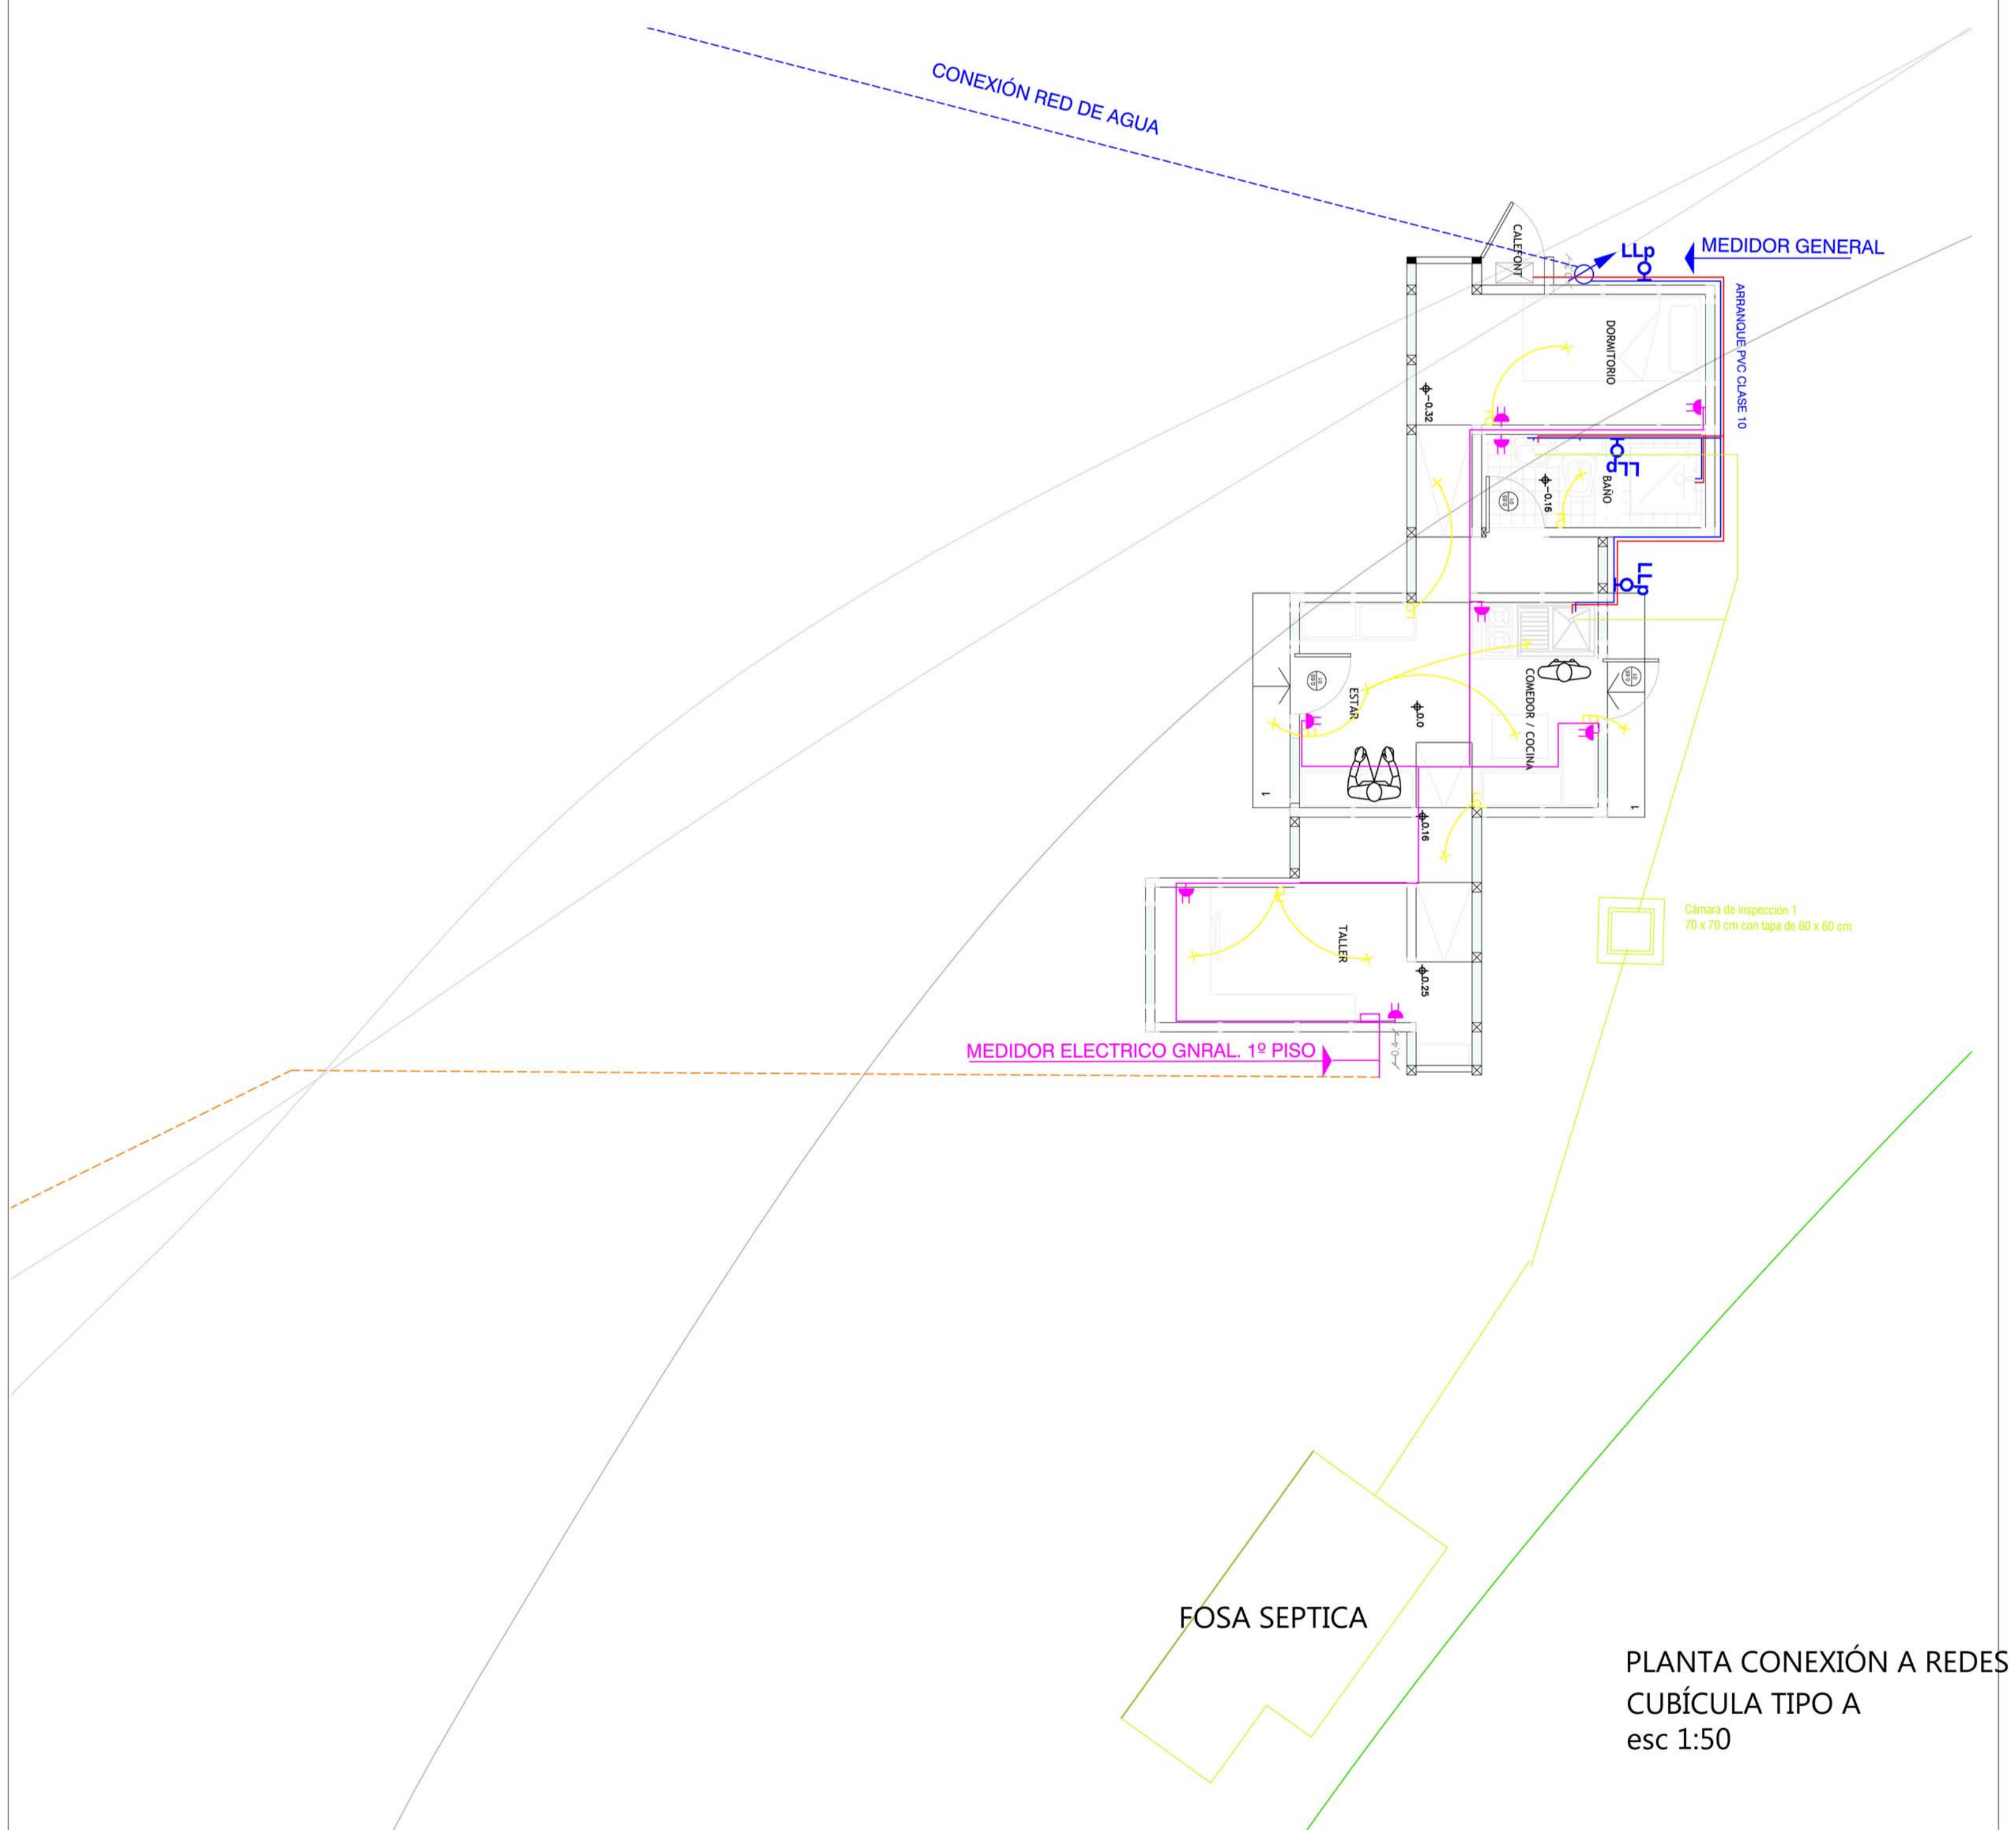 CONEXIÓN RED DE AGUA
CALEFONT
LLp
MEDIDOR GENERAL
ARRANQUE PVC CLASE 10
DORMITORIO
-0.32
LLp
BAÑO
-0.16
LLp
ESTAR
0.0
COMEDOR / COCINA
1
1
0.16
TALLER
0.25
Cámara de inspección 1
70 x 70 cm con tapa de 60 x 60 cm
MEDIDOR ELECTRICO GNRAL. 1º PISO
FOSA SEPTICA
PLANTA CONEXIÓN A REDES
CUBÍCULA TIPO A
esc 1:50